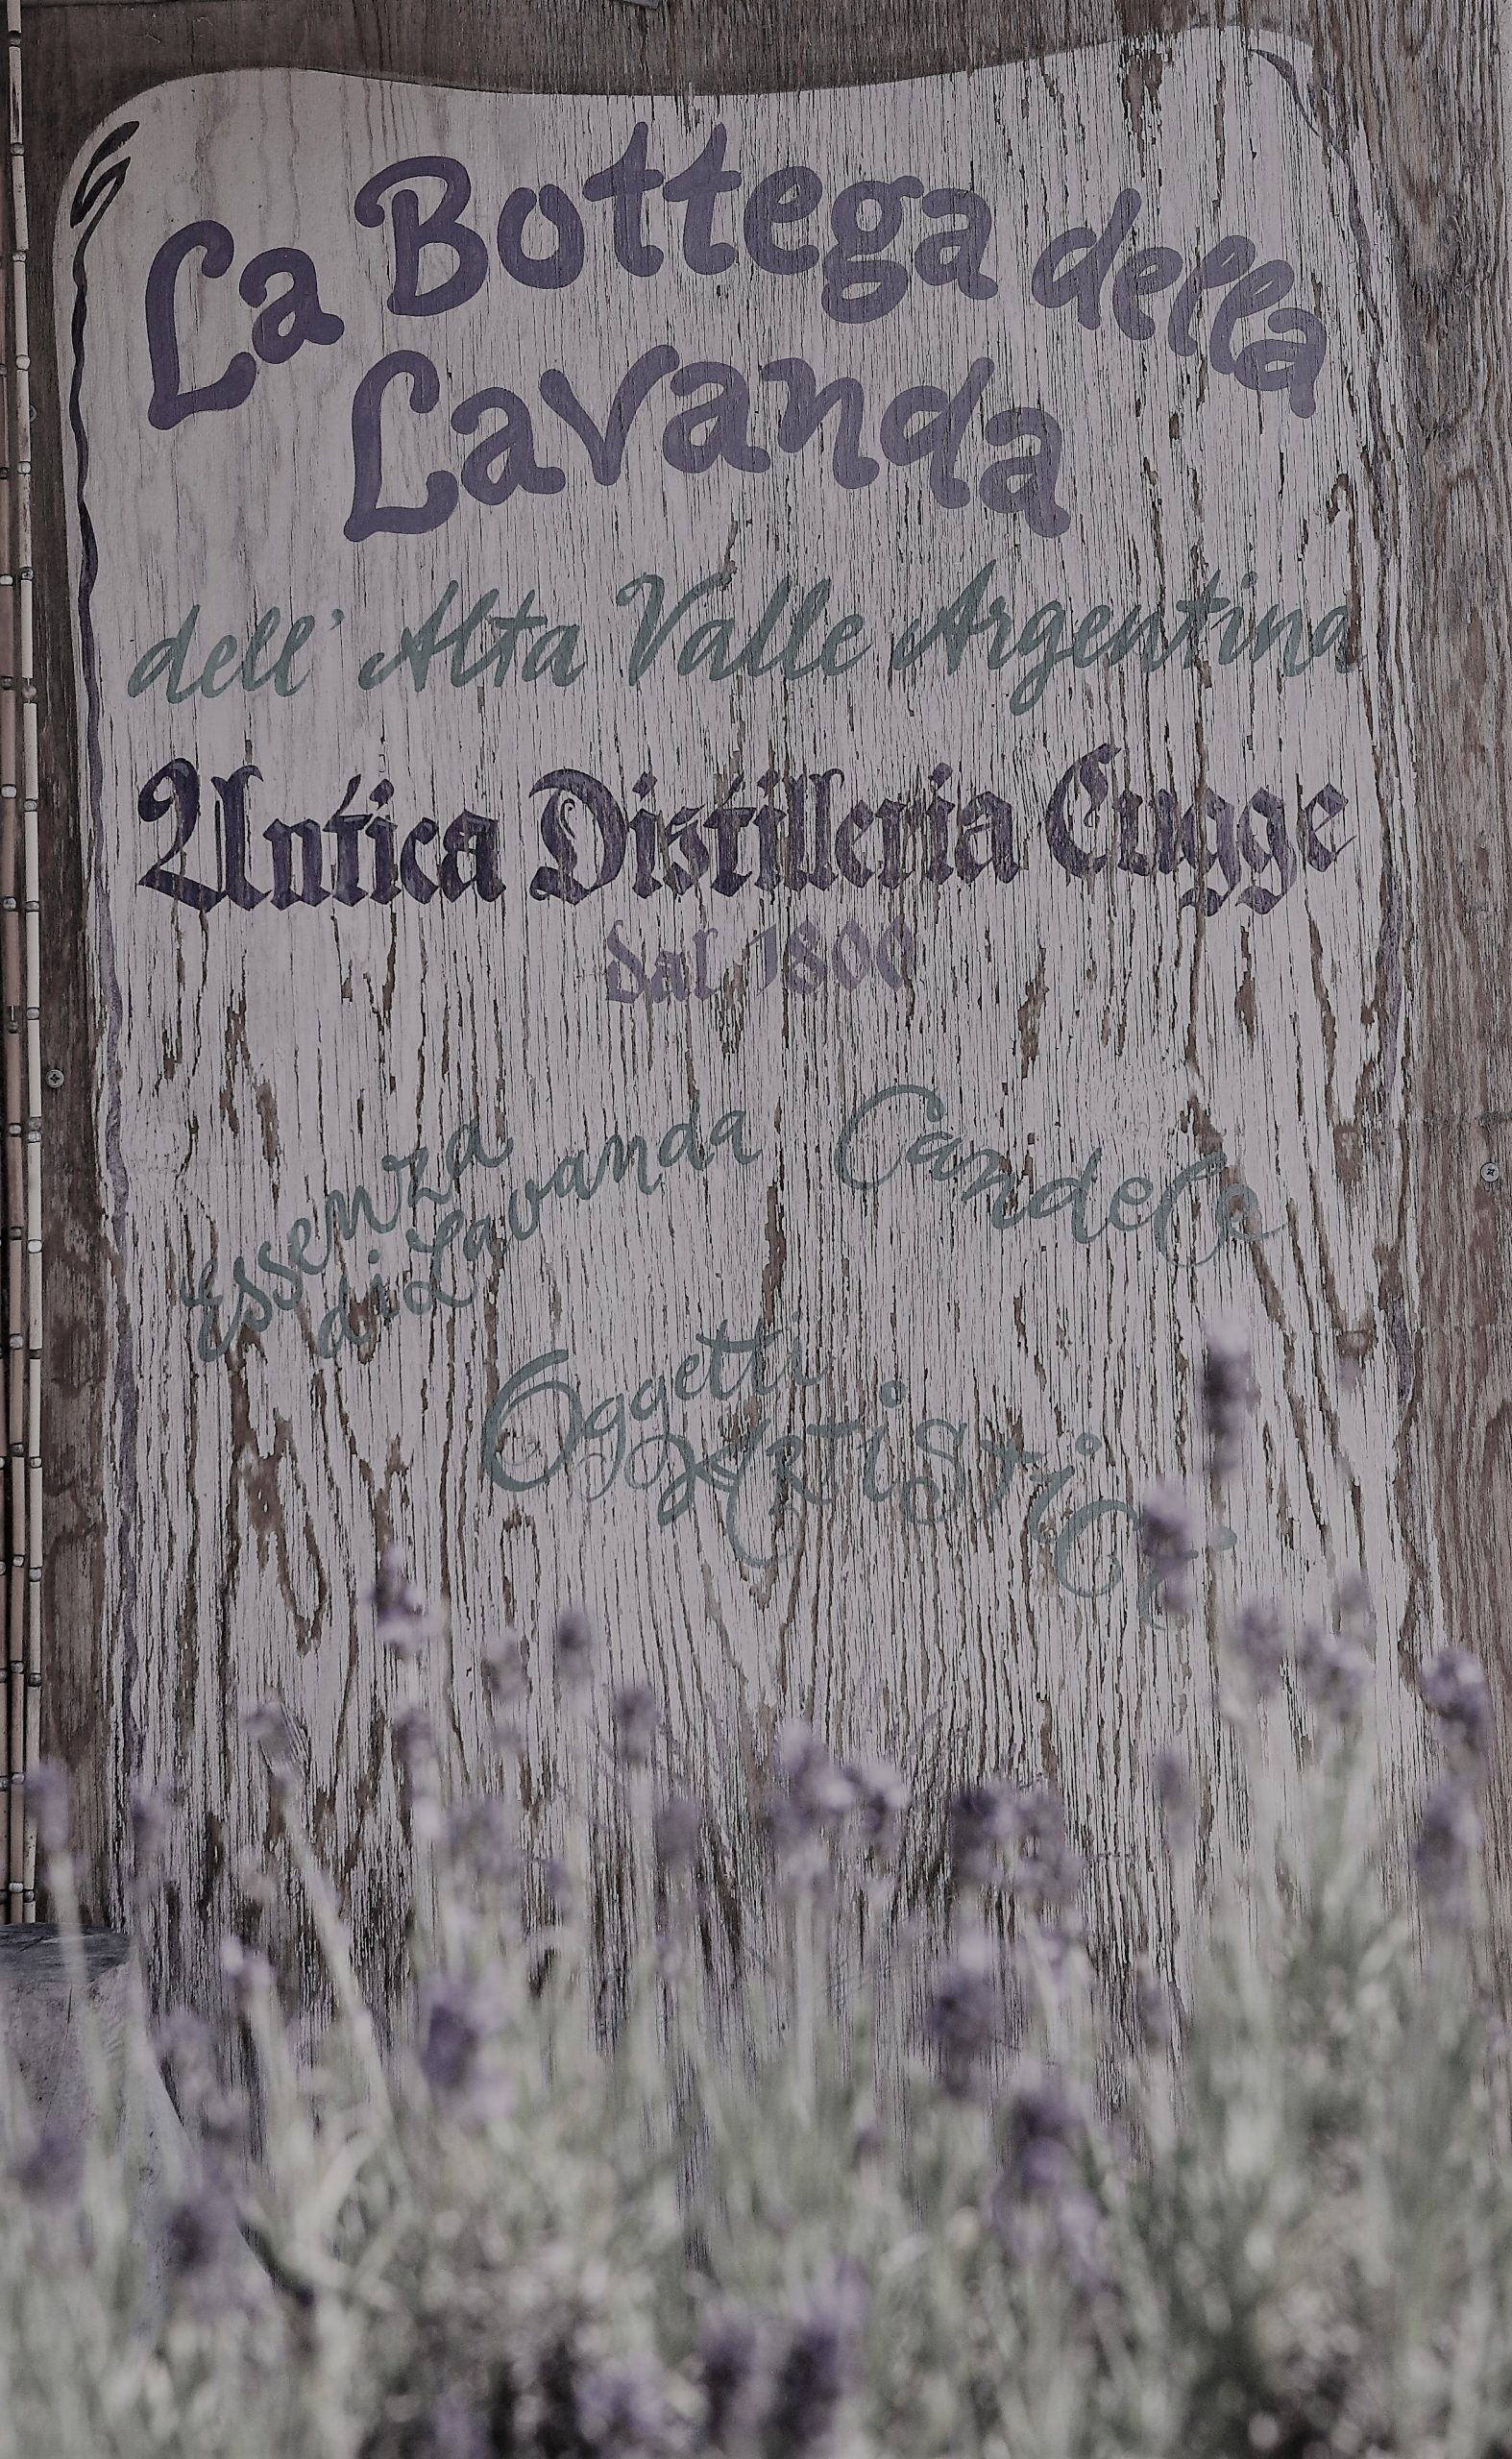 La Bottega della
Lavanda
dell' Alta Valle Argentina
Antica Distilleria Cugge
dal 1800
Essenza
di Lavanda
Candele
Oggetti
ARTiSTiCi